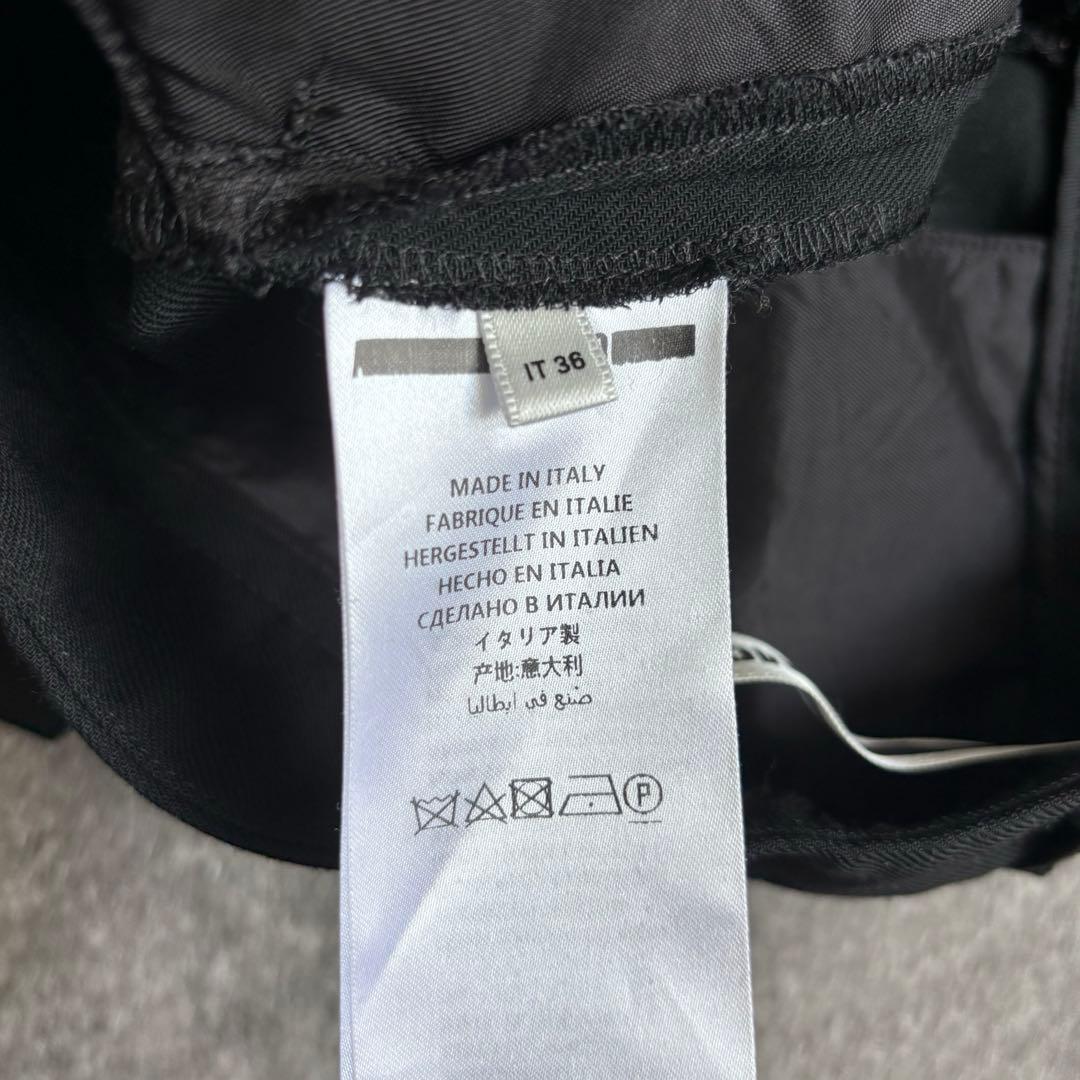 IT 36
MADE IN ITALY
FABRIQUE EN ITALIE
HERGESTELLT IN ITALIEN
HECHO EN ITALIA
СДЕЛАНО В ИТАЛИИ
イタリア製
产地:意大利
صنع في ايطاليا
P